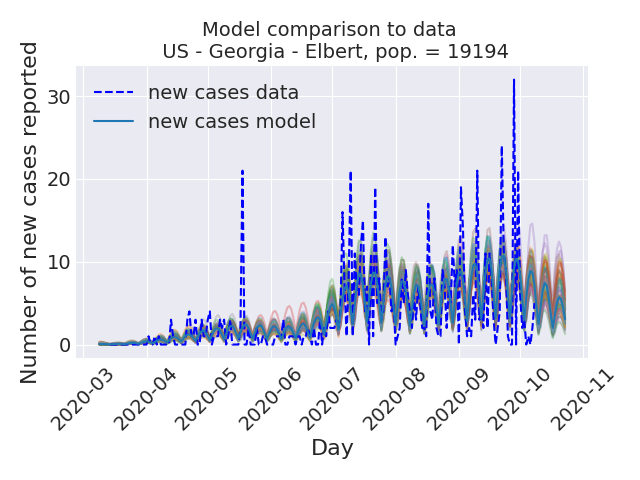 Model comparison to data
US - Georgia - Elbert, pop. = 19194
Number of new cases reported
30
20
10
0
new cases data
new cases model
2020-03
2020-04
2020-05
2020-06
2020-07
2020-08
2020-09
2020-10
2020-11
Day